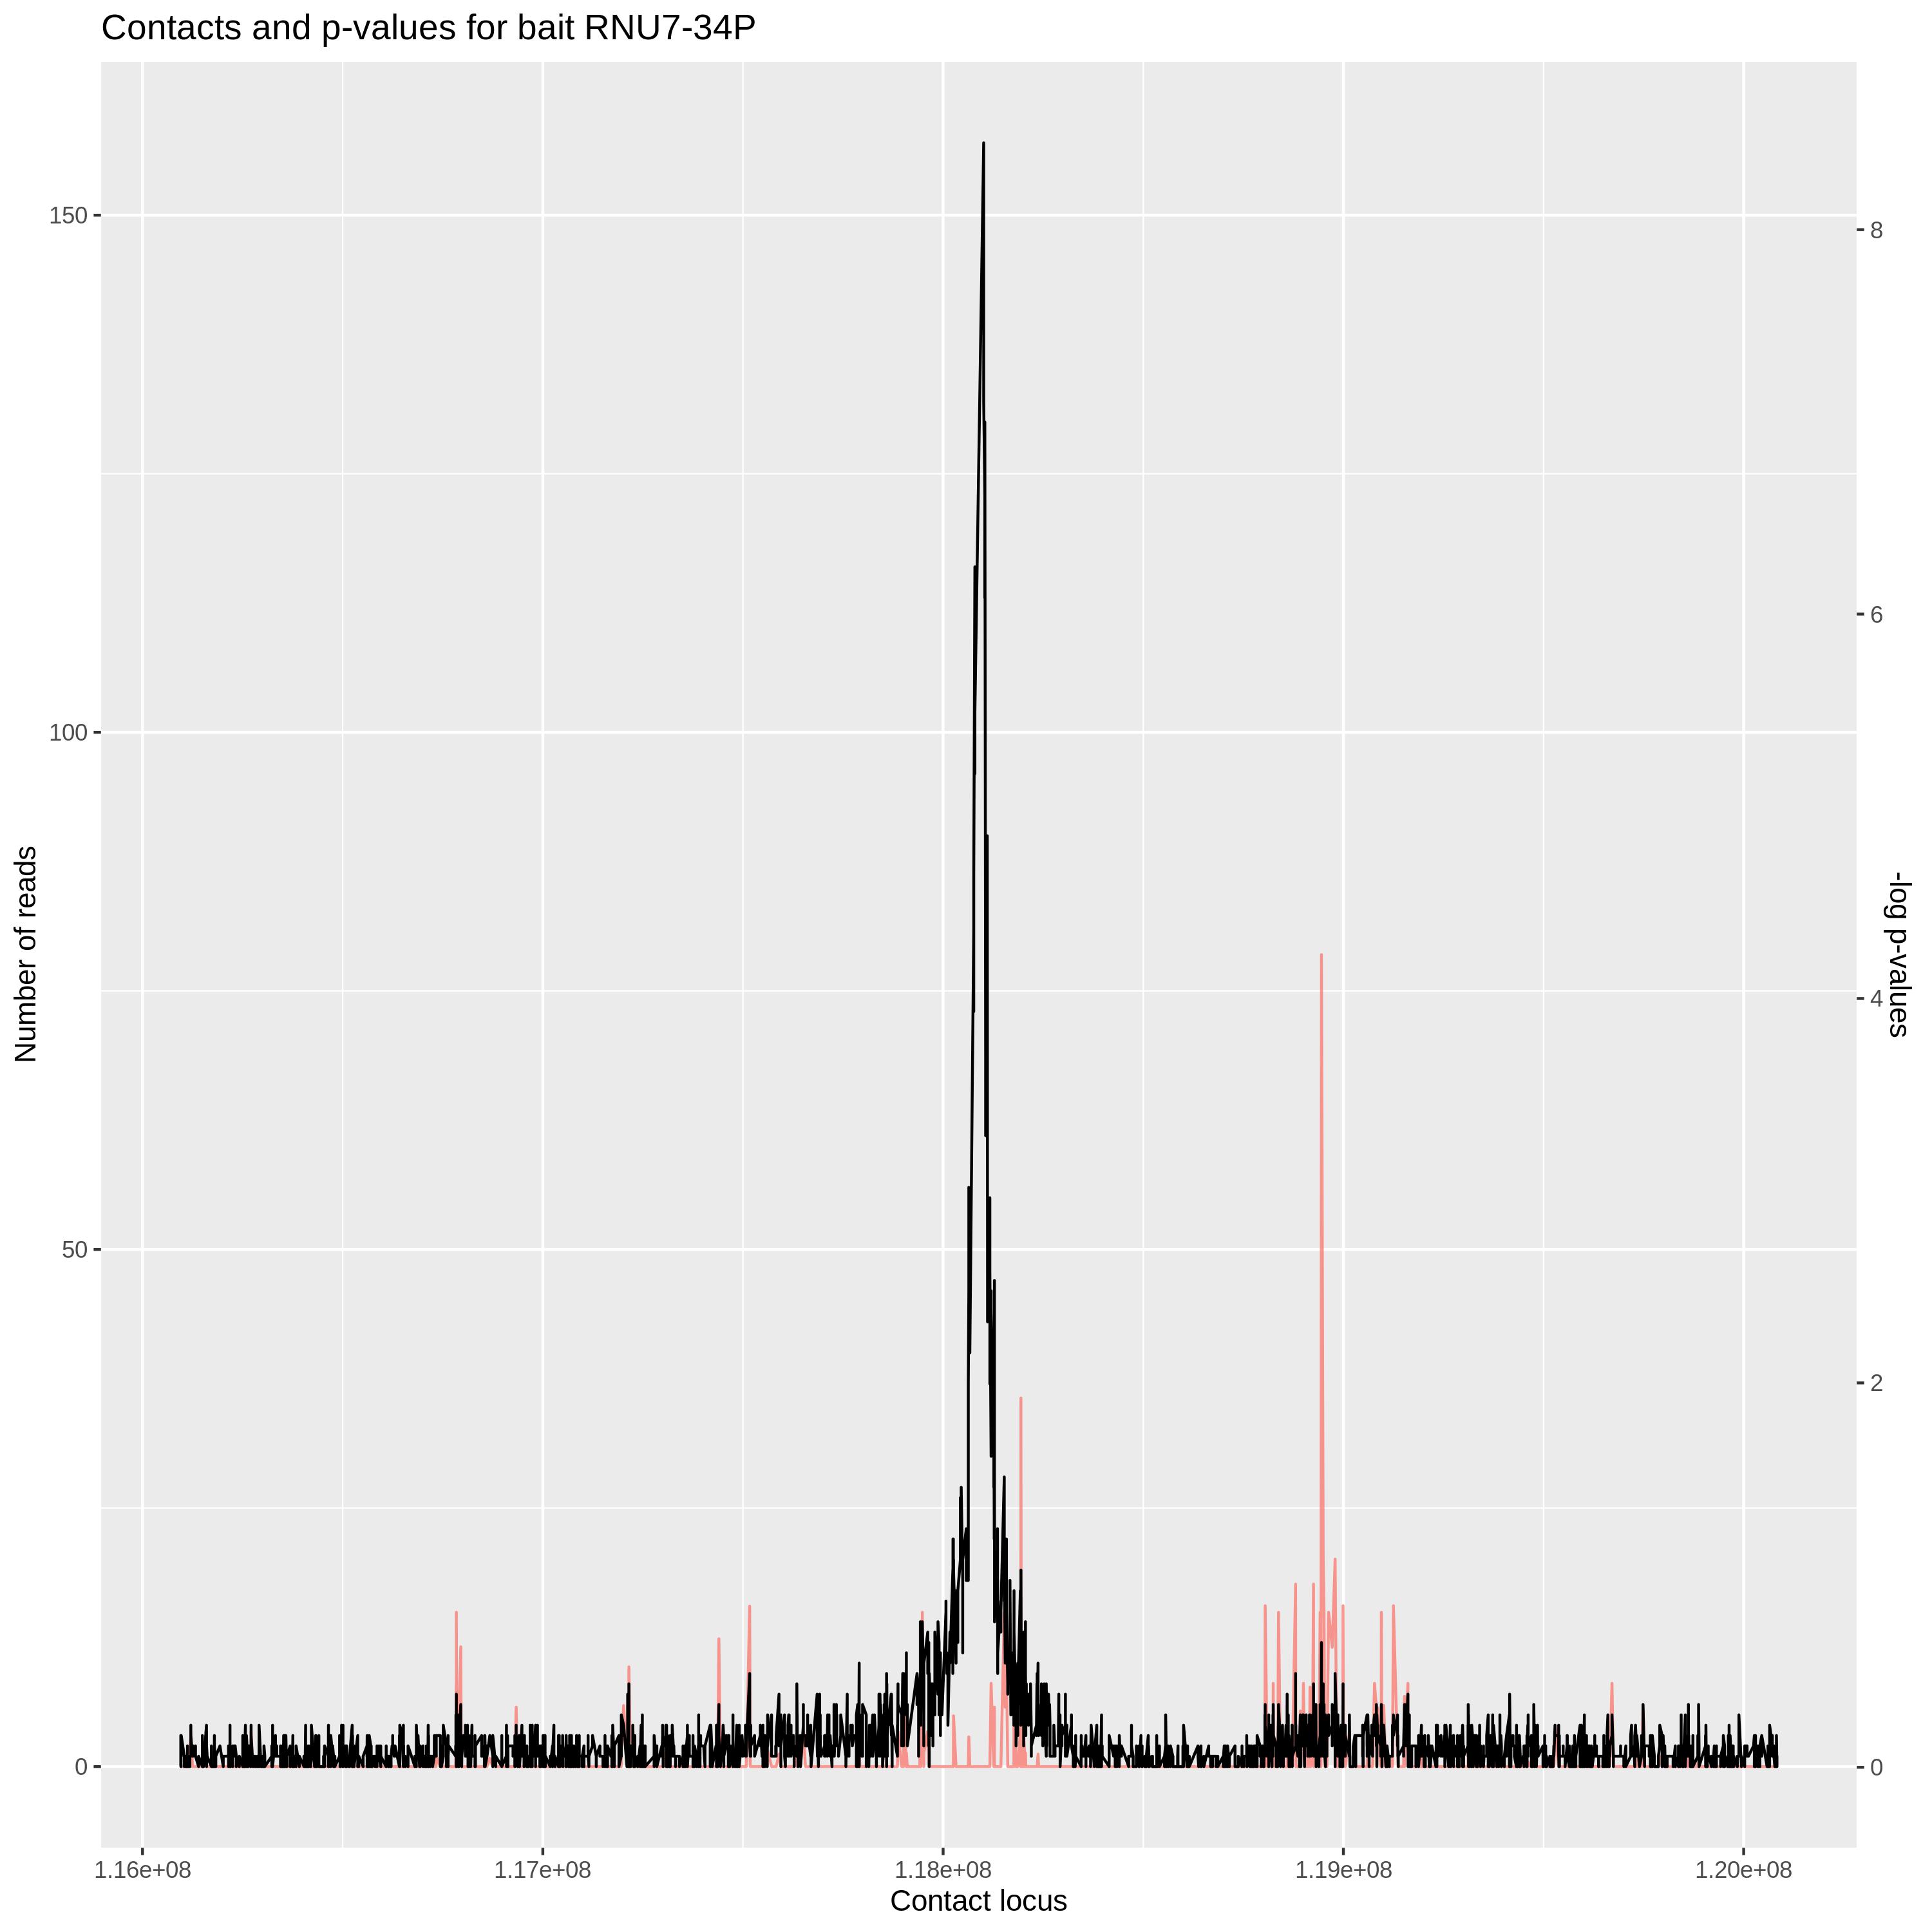 Contacts and p-values for bait RNU7-34P
150
100
50
0
Number of reads
8
6
4
2
0
-log p-values
1.16e+08 1.17e+08 1.18e+08 1.19e+08 1.20e+08
Contact locus